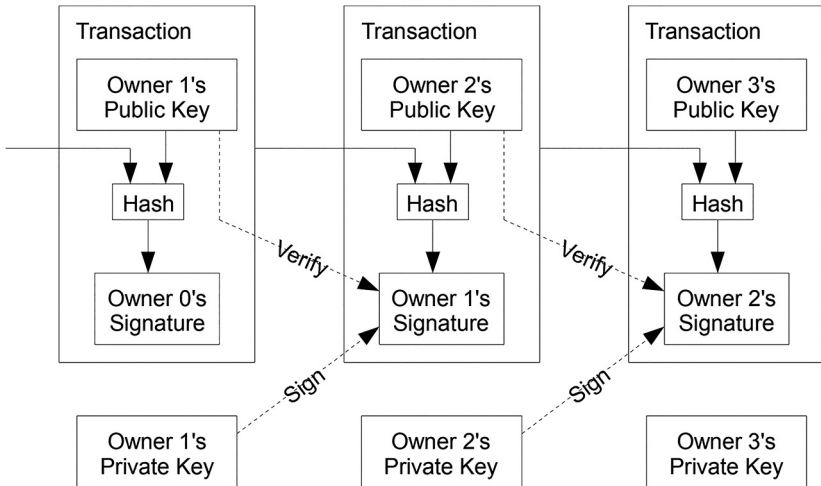 Transaction
Owner 1's
Public Key
Hash
Owner 0's
Signature
Transaction
Owner 2's
Public Key
Hash
Verify
Owner 1's
Signature
Transaction
Owner 3's
Public Key
Hash
Verify
Owner 2's
Signature
Sign
Sign
Owner 1's
Private Key
Owner 2's
Private Key
Owner 3's
Private Key